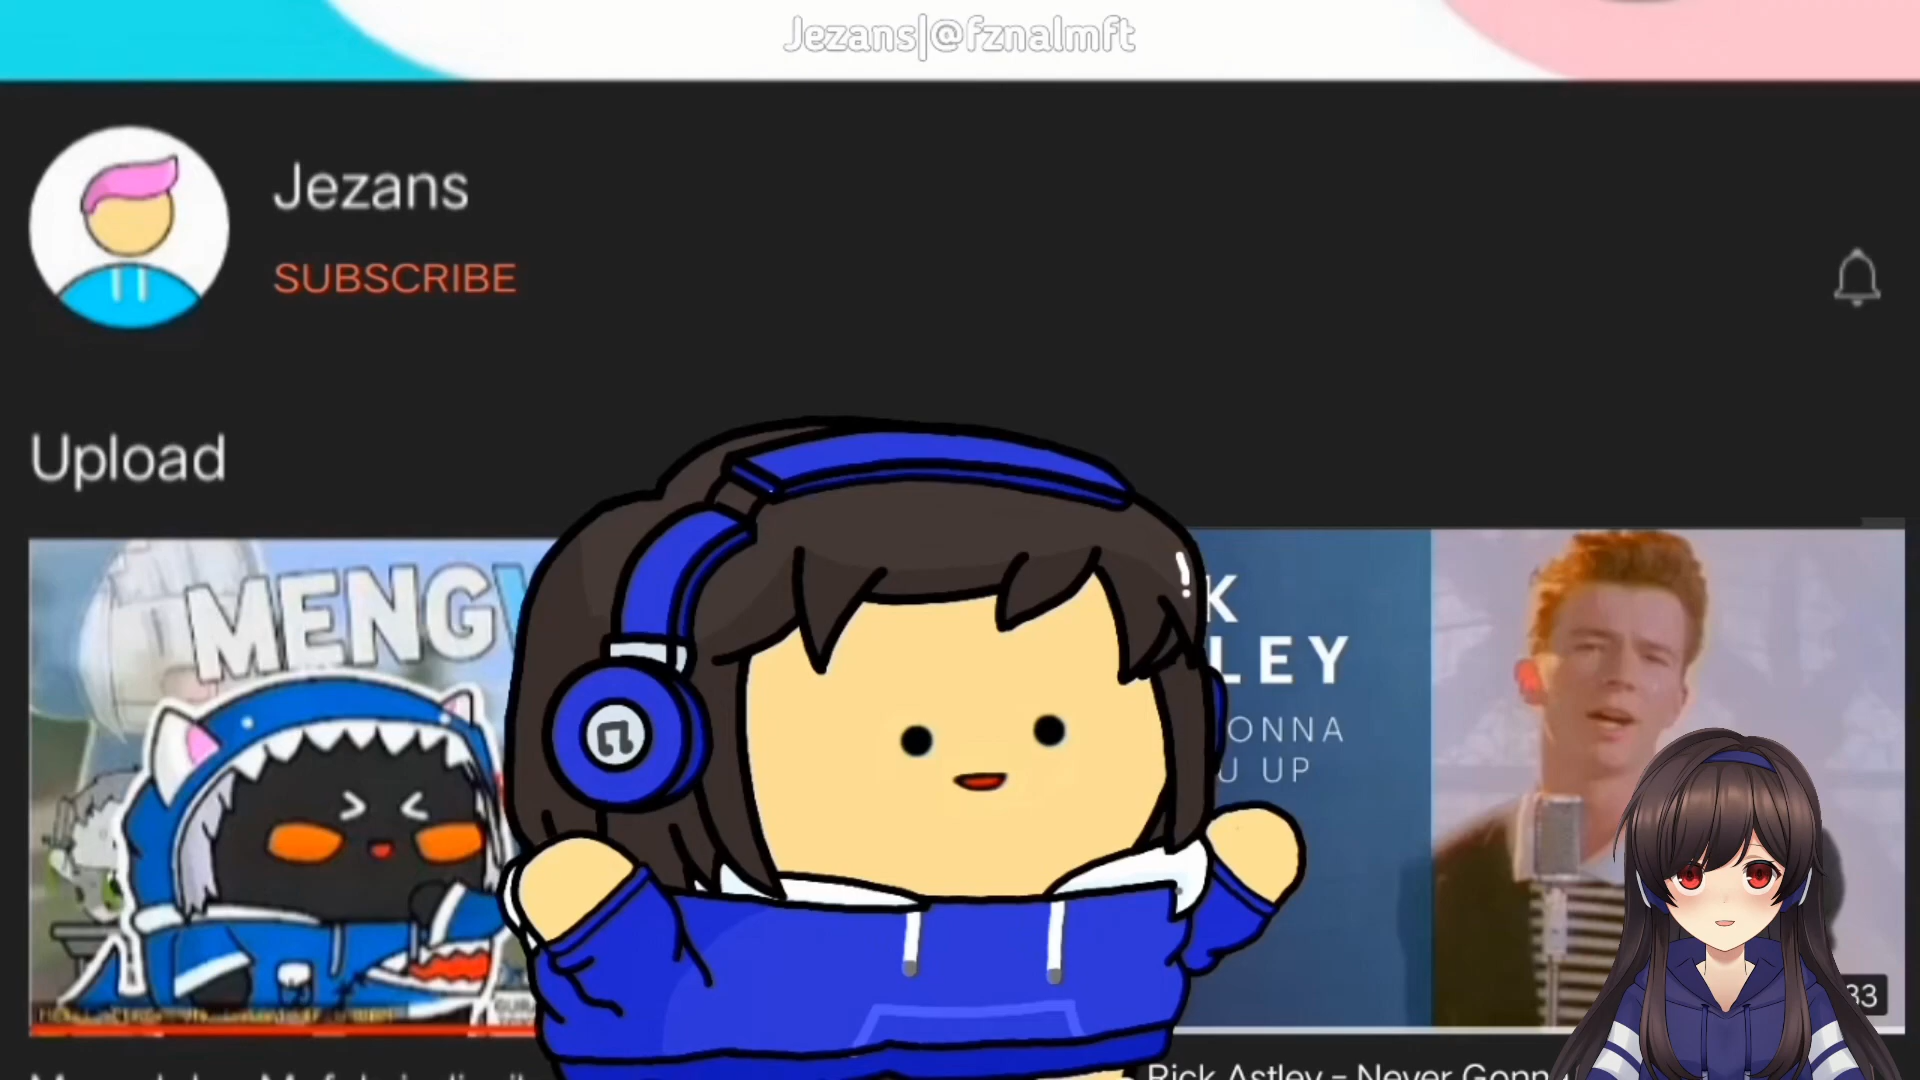 Jezans|@fznalmft
Jezans
SUBSCRIBE
Upload
MENG
K
LEY
ONNA
U UP
33
Rick Astley - Never Gonn